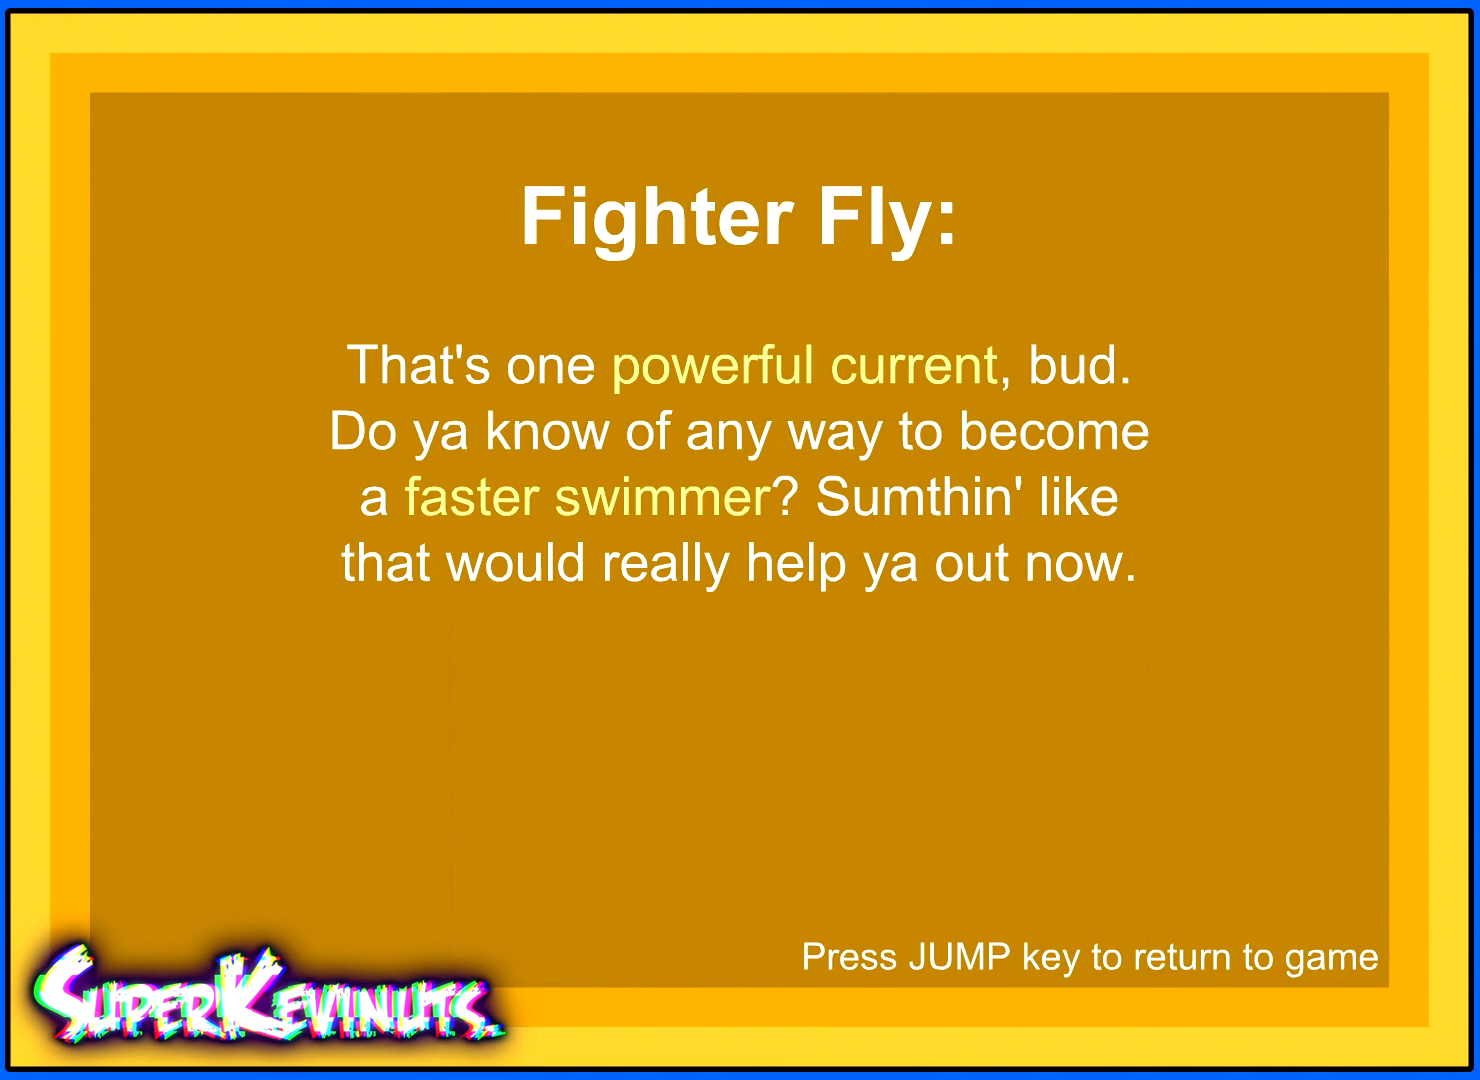 Fighter Fly:
That's one powerful current, bud.
Do ya know of any way to become
a faster swimmer? Sumthin' like
that would really help ya out now.
Press JUMP key to return to game
SuperKevinuts.